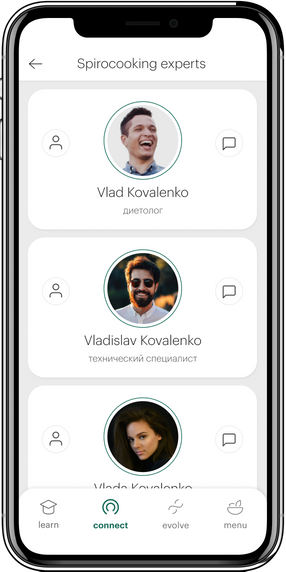 Spirocooking experts
Vlad Kovalenko
диетолог
Vladislav Kovalenko
технический специалист
Vlada Kovalenko
learn
connect
evolve
menu